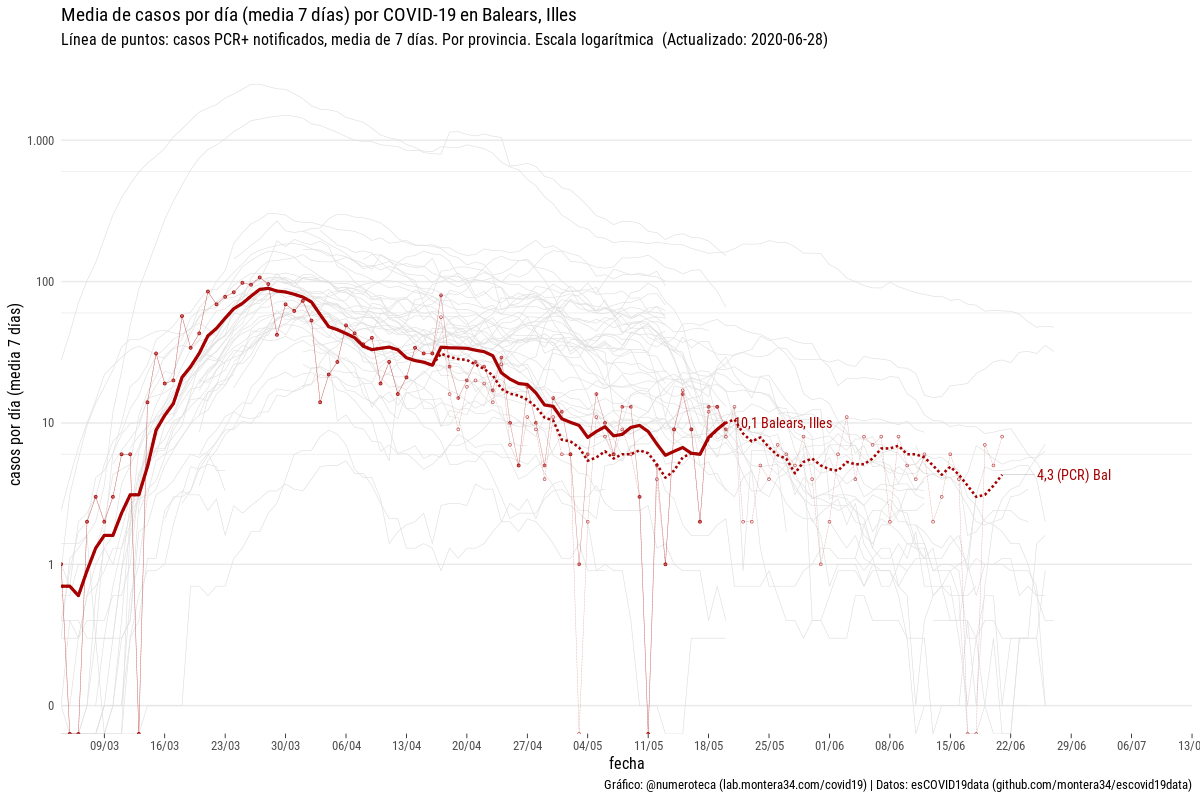 Media de casos por día (media 7 días) por COVID-19 en Balears, Illes
Línea de puntos: casos PCR+ notificados, media de 7 días. Por provincia. Escala logarítmica (Actualizado: 2020-06-28)
casos por día (media 7 días)
1.000
100
10
1
0
10,1 Balears, Illes
4,3 (PCR) Bal
09/03 16/03 23/03 30/03 06/04 13/04 20/04 27/04 04/05 11/05 18/05 25/05 01/06 08/06 15/06 22/06 29/06 06/07 13/0
fecha
Gráfico: @numeroteca (lab.montera34.com/covid19) | Datos: esCOVID19data (github.com/montera34/escovid19data)